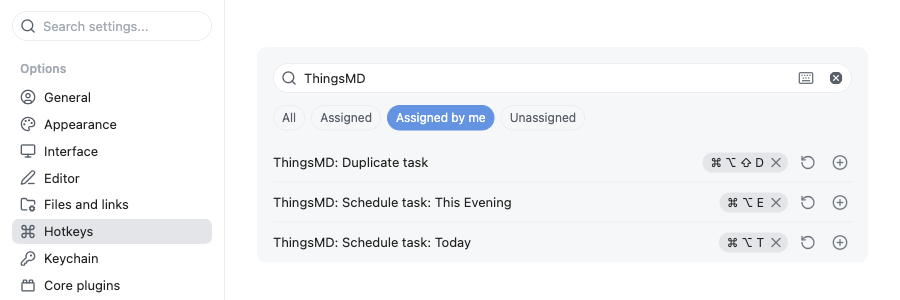 Search settings...
Options
General
Appearance
Interface
Editor
Files and links
Hotkeys
Keychain
Core plugins
ThingsMD
All Assigned Assigned by me Unassigned
ThingsMD: Duplicate task ⌘ ⌥ ⇧ D
ThingsMD: Schedule task: This Evening ⌘ ⌥ E
ThingsMD: Schedule task: Today ⌘ ⌥ T